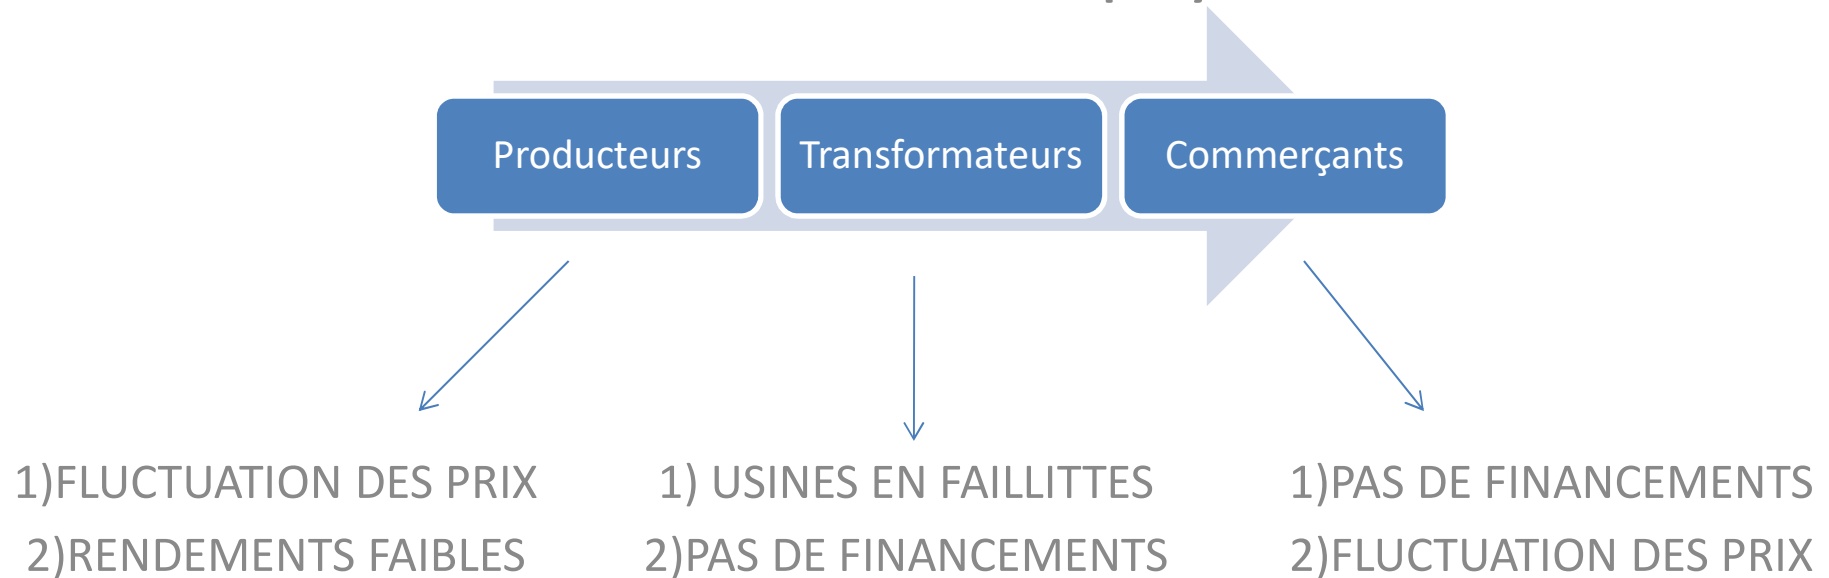 Producteurs
Transformateurs
Commerçants
1)FLUCTUATION DES PRIX
2)RENDEMENTS FAIBLES
1) USINES EN FAILLITTES
2)PAS DE FINANCEMENTS
1)PAS DE FINANCEMENTS
2)FLUCTUATION DES PRIX